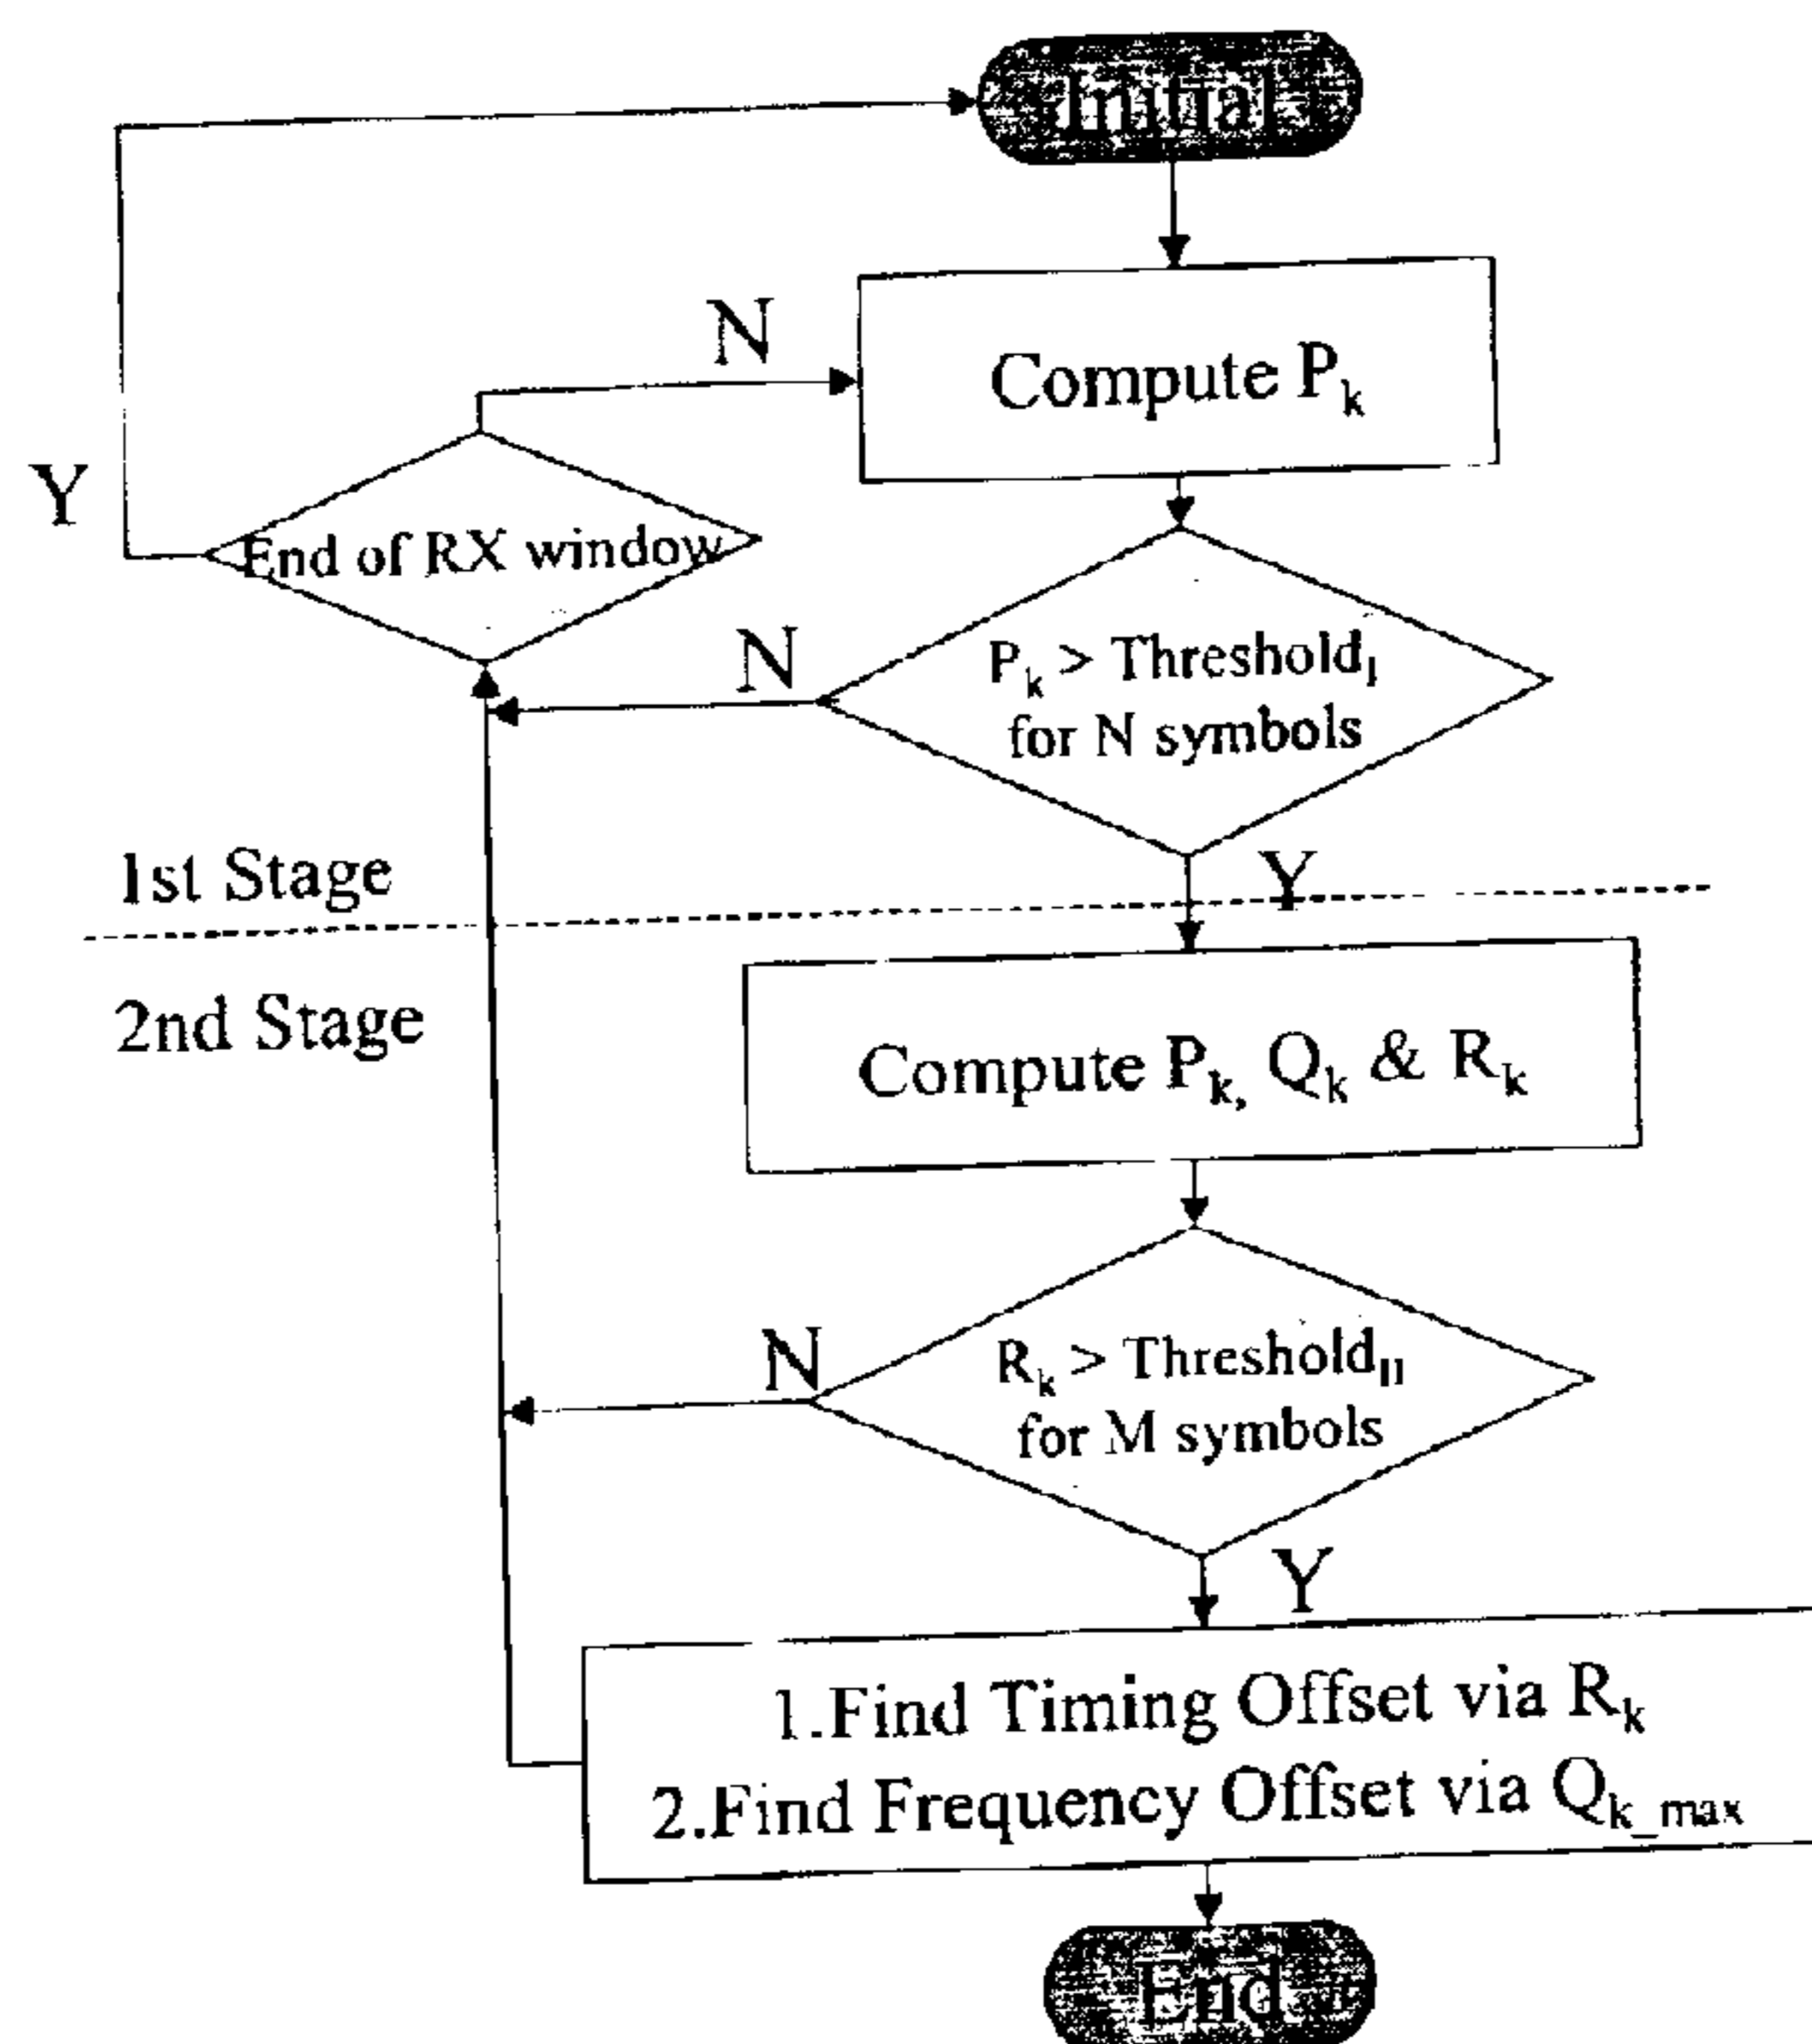 Initial
N
Compute Pk
Y
End of RX window
N
Pk > ThresholdI
for N symbols
1st Stage
Y
2nd Stage
Compute Pk, Qk & Rk
N
Rk > ThresholdII
for M symbols
Y
1.Find Timing Offset via Rk
2.Find Frequency Offset via Qk_max
End